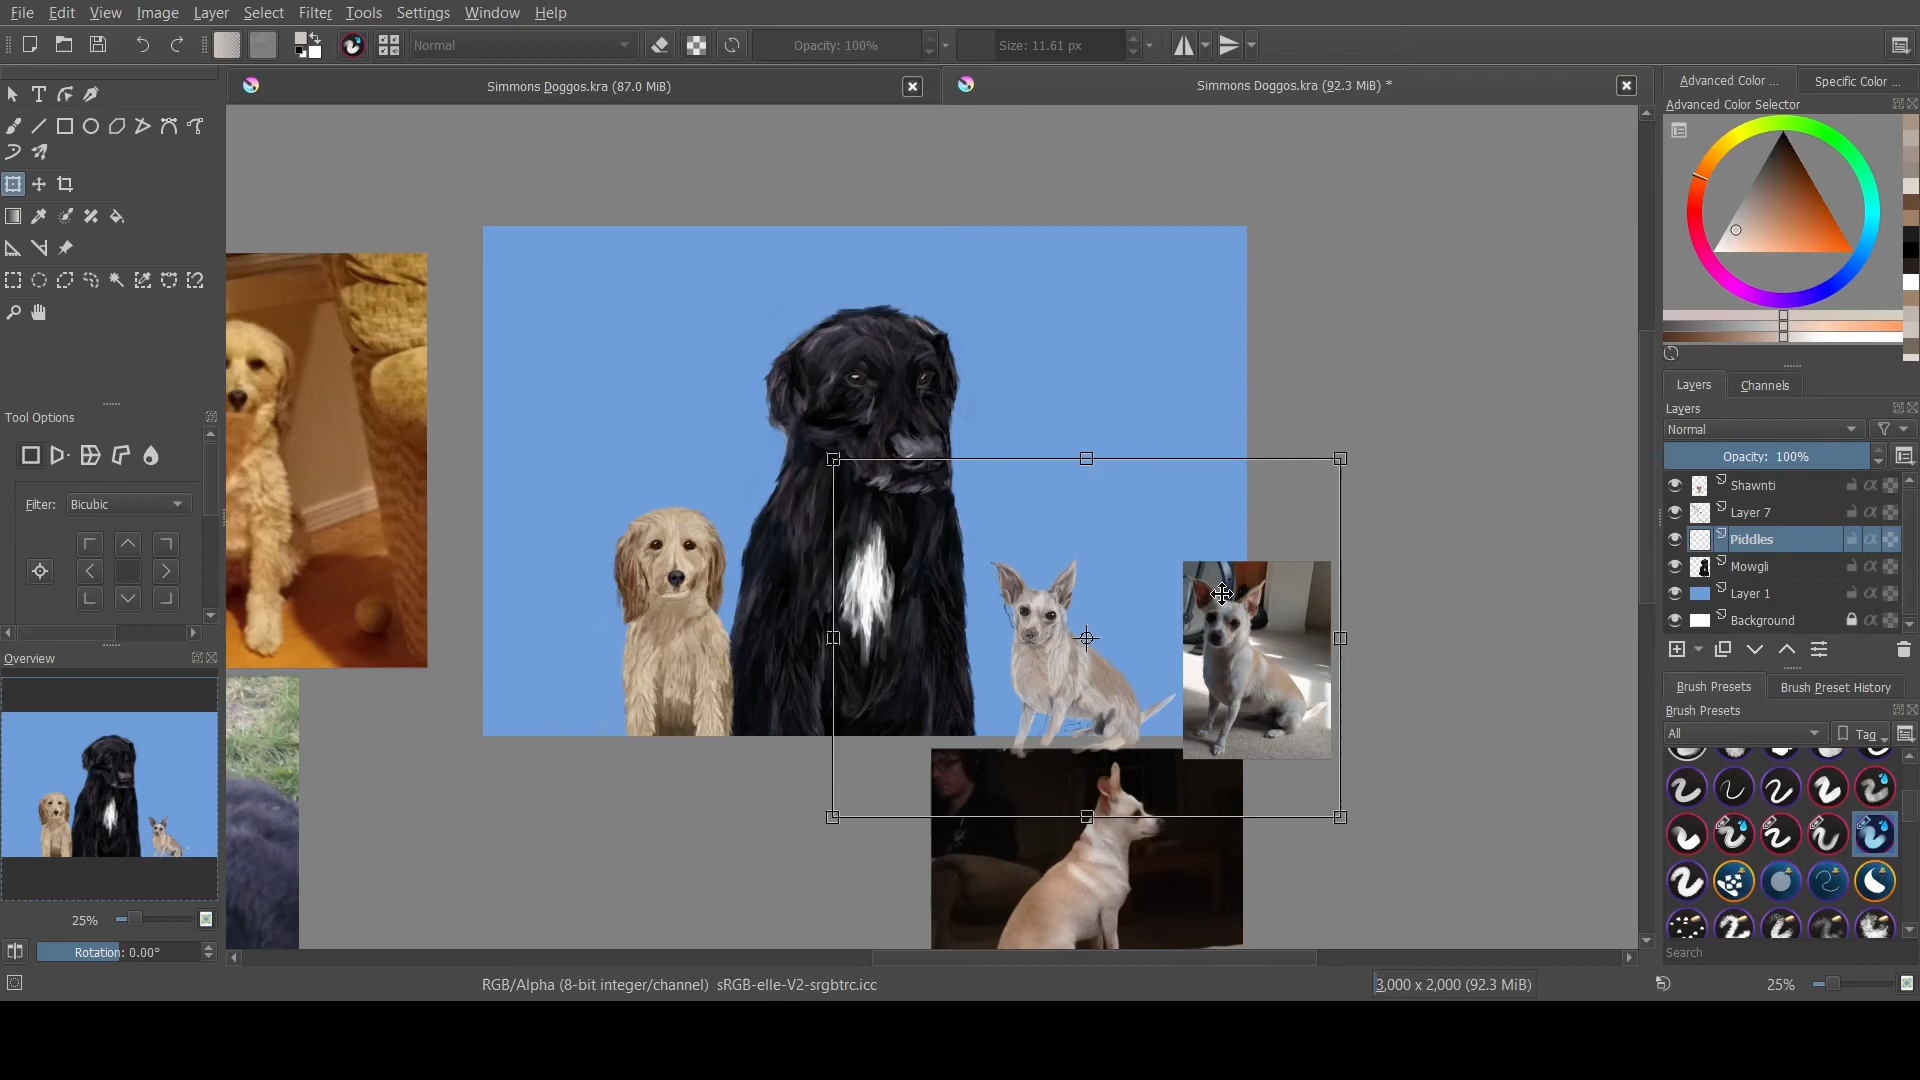 File Edit View Image Layer Select Filter Tools Settings Window Help
Normal Opacity: 100% Size: 11.61 px
Simmons Doggos.kra (87.0 MiB)
Simmons Doggos.kra (92.3 MiB) *
Advanced Color ... Specific Color ...
Advanced Color Selector
Tool Options
Filter: Bicubic
Layers Channels
Layers
Normal
Opacity: 100%
Shawnti
Layer 7
Piddles
Mowgli
Layer 1
Background
Overview
25%
Rotation: 0.00°
Brush Presets Brush Preset History
Brush Presets
All Tag
Search
RGB/Alpha (8-bit integer/channel) sRGB-elle-V2-srgbtrc.icc
3,000 x 2,000 (92.3 MiB)
25%